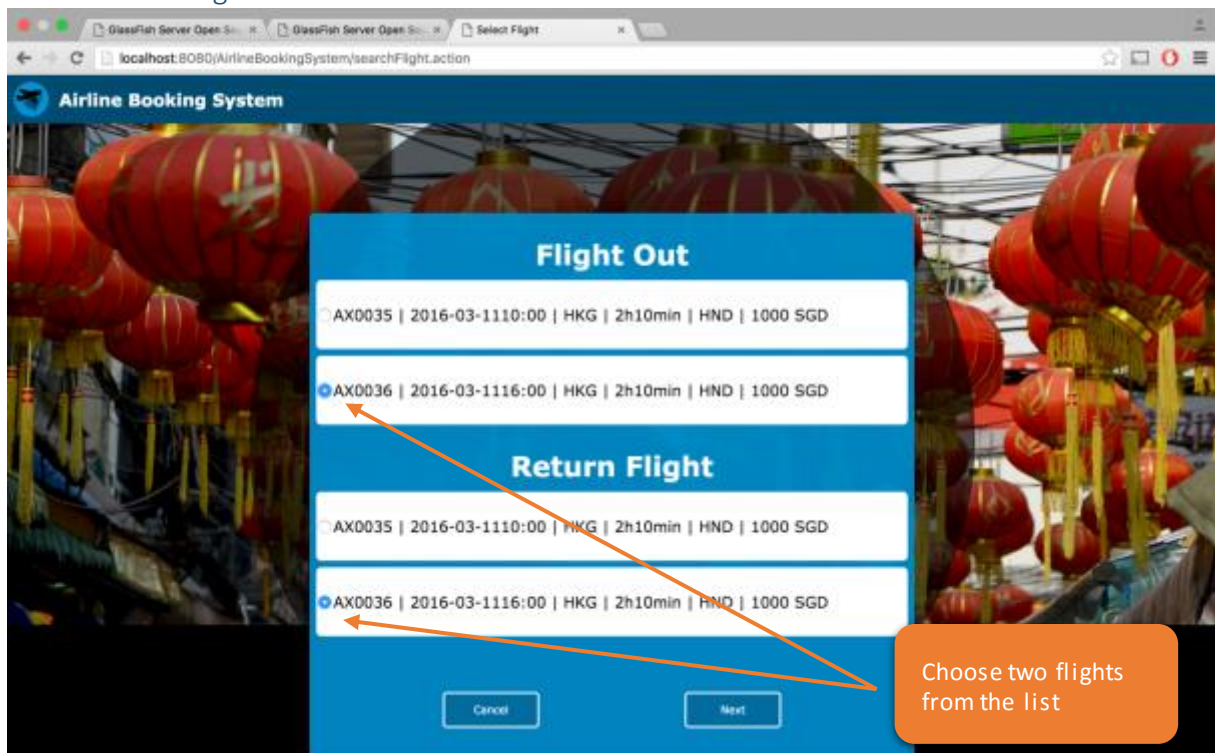 GlassFish Server Open S
GlassFish Server Open S
Select Flight
localhost:8080/AirlineBookingSystem/searchFlight.action
Airline Booking System
Flight Out
AX0035 | 2016-03-1110:00 | HKG | 2h10min | HND | 1000 SGD
AX0036 | 2016-03-1116:00 | HKG | 2h10min | HND | 1000 SGD
Return Flight
AX0035 | 2016-03-1110:00 | HKG | 2h10min | HND | 1000 SGD
AX0036 | 2016-03-1116:00 | HKG | 2h10min | HND | 1000 SGD
Cancel
Next
Choose two flights
from the list